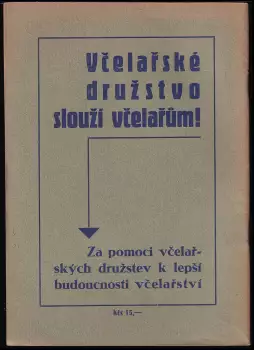 Včelařské
družstvo
slouží včelařům!
Za pomoci včelař-
ských družstev k lepší
budoucnosti včelařství
Kčs 15,—